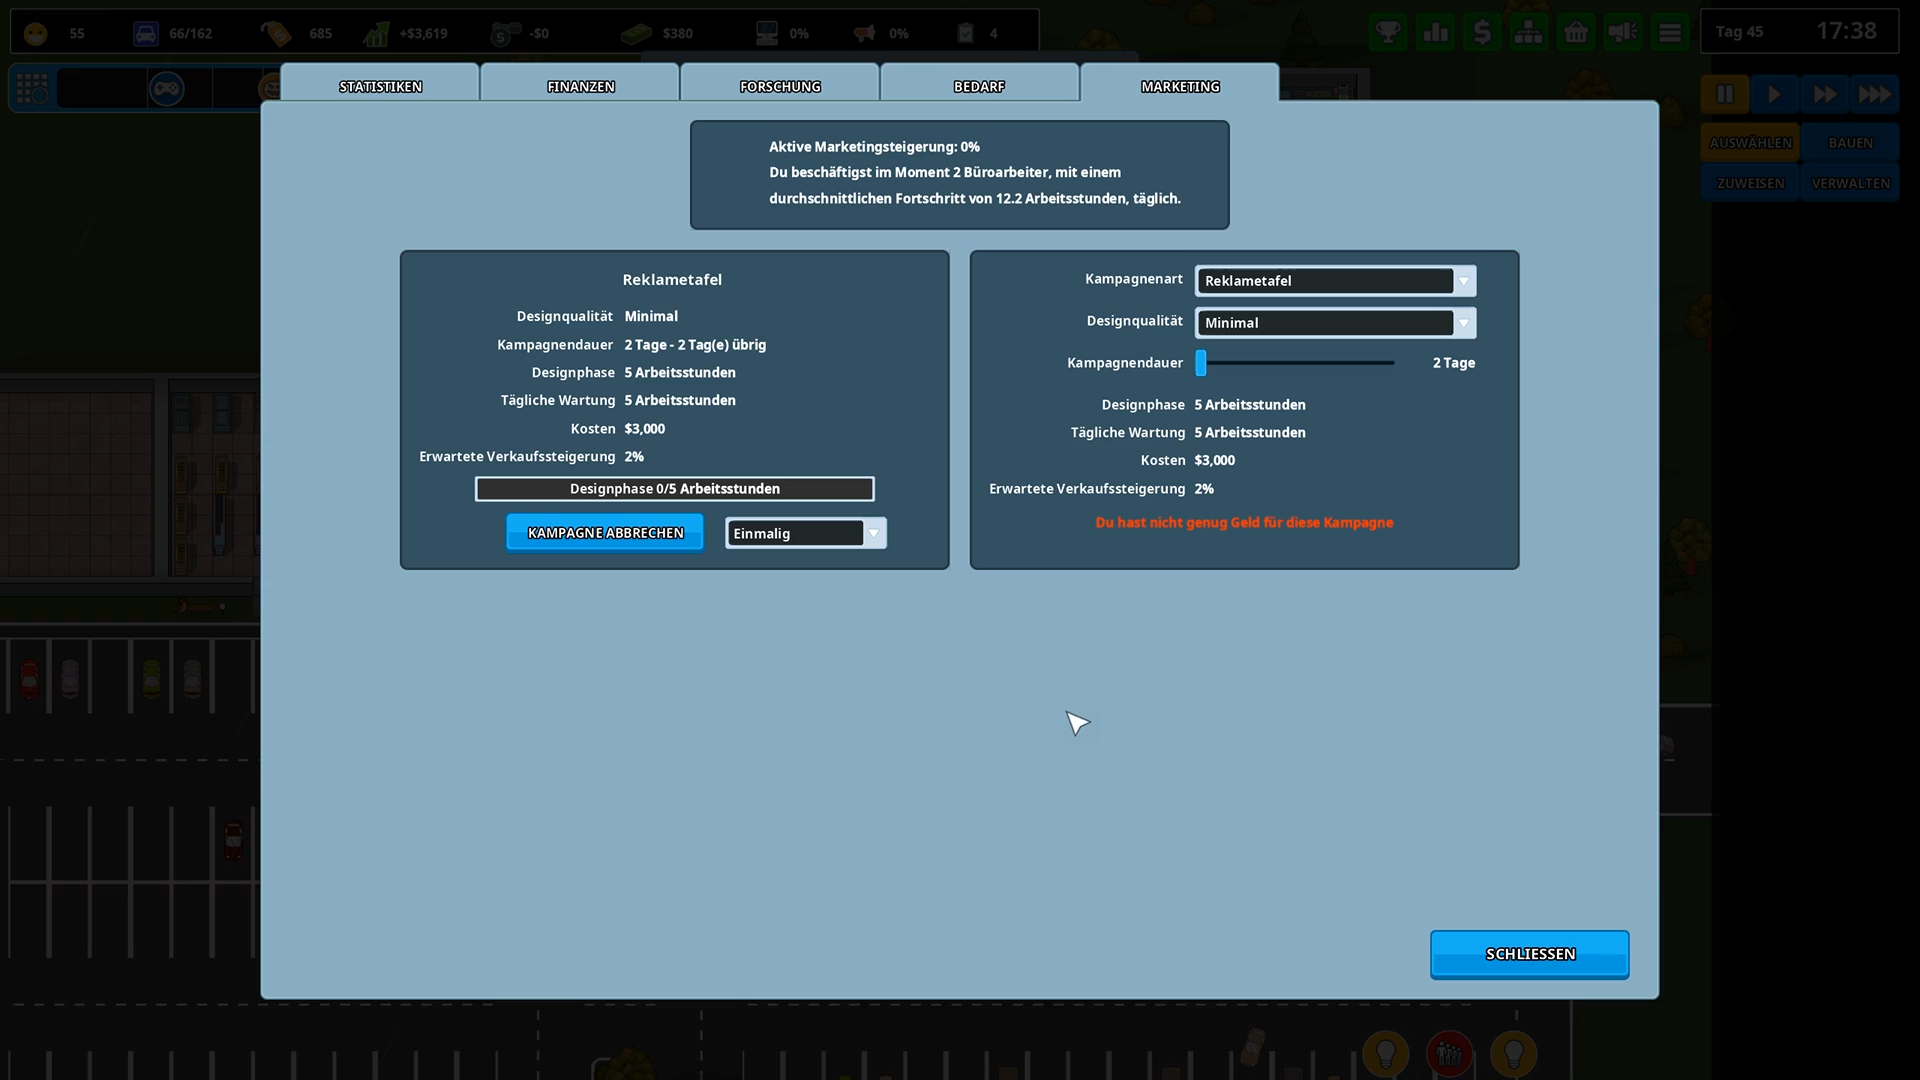 55
66/162
685
+$3,619
-$0
$380
0%
0%
4
Tag 45
17:38
STATISTIKEN
FINANZEN
FORSCHUNG
BEDARF
MARKETING
AUSWÄHLEN
BAUEN
ZUWEISEN
VERWALTEN
Aktive Marketingsteigerung: 0%
Du beschäftigst im Moment 2 Büroarbeiter, mit einem
durchschnittlichen Fortschritt von 12.2 Arbeitsstunden, täglich.
Reklametafel
Designqualität Minimal
Kampagnendauer 2 Tage - 2 Tag(e) übrig
Designphase 5 Arbeitsstunden
Tägliche Wartung 5 Arbeitsstunden
Kosten $3,000
Erwartete Verkaufssteigerung 2%
Designphase 0/5 Arbeitsstunden
KAMPAGNE ABBRECHEN
Einmalig
Kampagnenart Reklametafel
Designqualität Minimal
Kampagnendauer 2 Tage
Designphase 5 Arbeitsstunden
Tägliche Wartung 5 Arbeitsstunden
Kosten $3,000
Erwartete Verkaufssteigerung 2%
Du hast nicht genug Geld für diese Kampagne
SCHLIESSEN